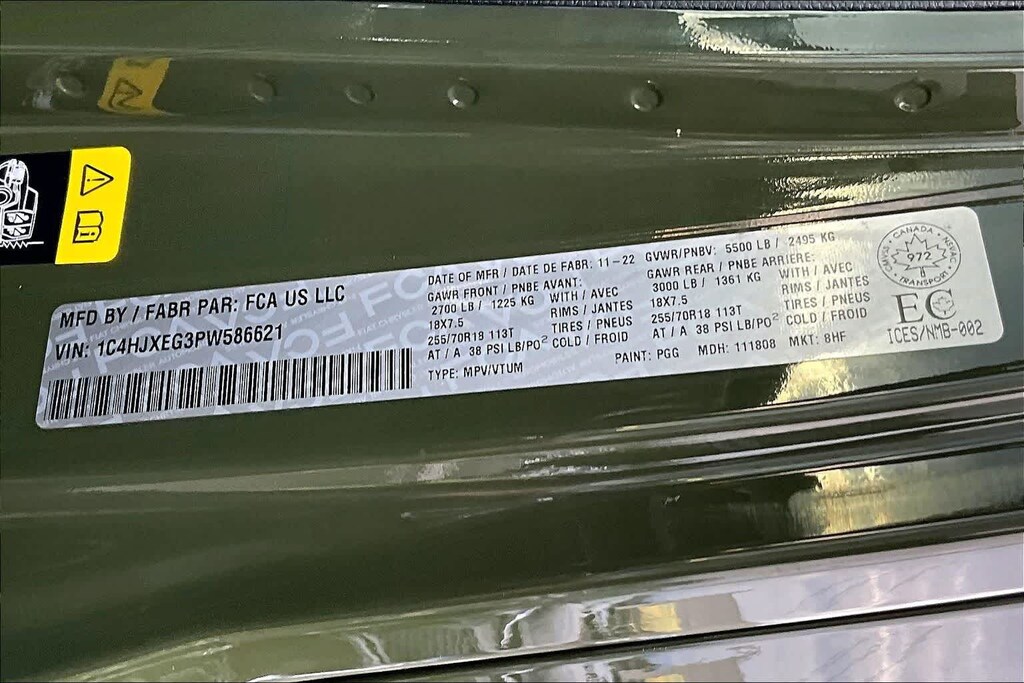 MFD BY / FABR PAR: FCA US LLC
VIN: 1C4HJXEG3PW586621
DATE OF MFR / DATE DE FABR: 11-22
GVWR/PNBV: 5500 LB / 2495 KG
GAWR FRONT / PNBE AVANT:
2700 LB / 1225 KG WITH / AVEC
18X7.5 RIMS / JANTES
255/70R18 113T TIRES / PNEUS
AT / A 38 PSI LB/PO² COLD / FROID
GAWR REAR / PNBE ARRIERE:
3000 LB / 1361 KG WITH / AVEC
18X7.5 RIMS / JANTES
255/70R18 113T TIRES / PNEUS
AT / A 38 PSI LB/PO² COLD / FROID
TYPE: MPV/VTUM
PAINT: PGG MDH: 111808 MKT: 8HF
CANADA
972
TRANSPORT
EC
ICES/NMB-002